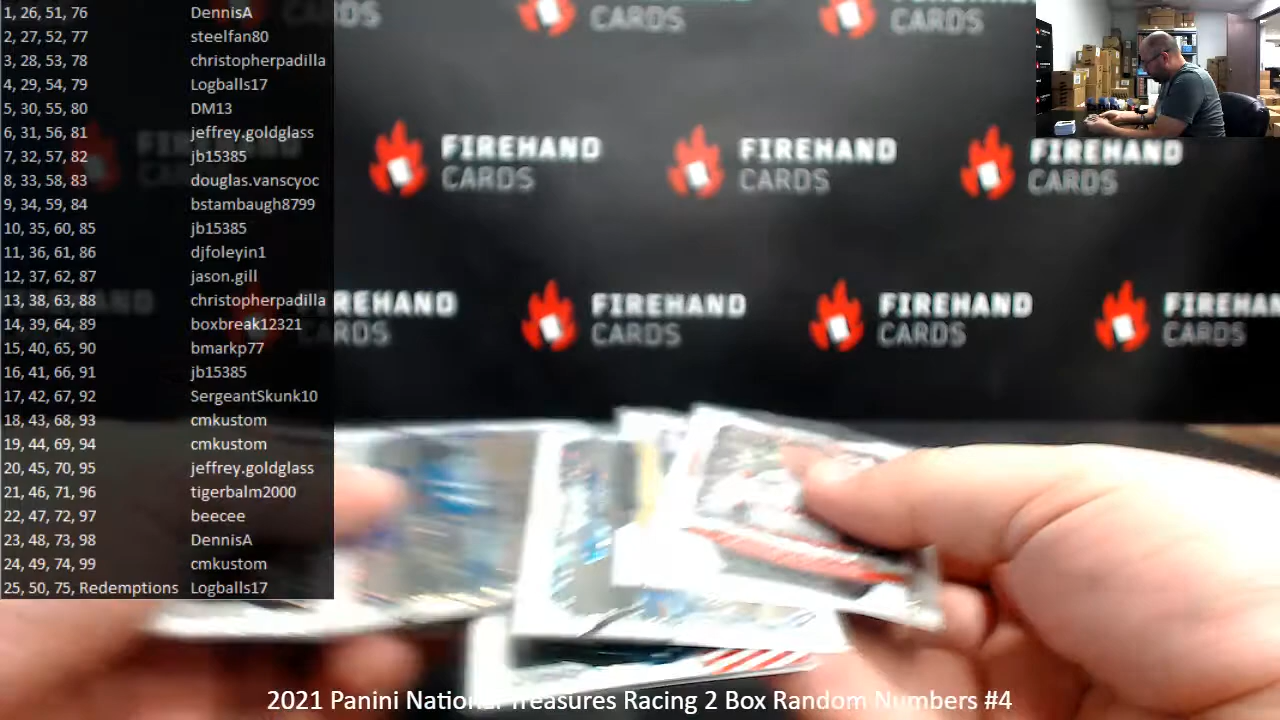 1, 26, 51, 76 DennisA
2, 27, 52, 77 steelfan80
3, 28, 53, 78 christopherpadilla
4, 29, 54, 79 Logballs17
5, 30, 55, 80 DM13
6, 31, 56, 81 jeffrey.goldglass
7, 32, 57, 82 jb15385
8, 33, 58, 83 douglas.vanscyoc
9, 34, 59, 84 bstambaugh8799
10, 35, 60, 85 jb15385
11, 36, 61, 86 djfoleyin1
12, 37, 62, 87 jason.gill
13, 38, 63, 88 christopherpadilla
14, 39, 64, 89 boxbreak12321
15, 40, 65, 90 bmarkp77
16, 41, 66, 91 jb15385
17, 42, 67, 92 SergeantSkunk10
18, 43, 68, 93 cmkustom
19, 44, 69, 94 cmkustom
20, 45, 70, 95 jeffrey.goldglass
21, 46, 71, 96 tigerbalm2000
22, 47, 72, 97 beecee
23, 48, 73, 98 DennisA
24, 49, 74, 99 cmkustom
25, 50, 75, Redemptions Logballs17
CARDS
CARDS
CARDS
FIREHAND
CARDS
FIREHAND
CARDS
FIREHAND
CARDS
FIREHAND
CARDS
FIREHAND
CARDS
FIREHAND
CARDS
FIREHAN
CARDS
2021 Panini National Treasures Racing 2 Box Random Numbers #4